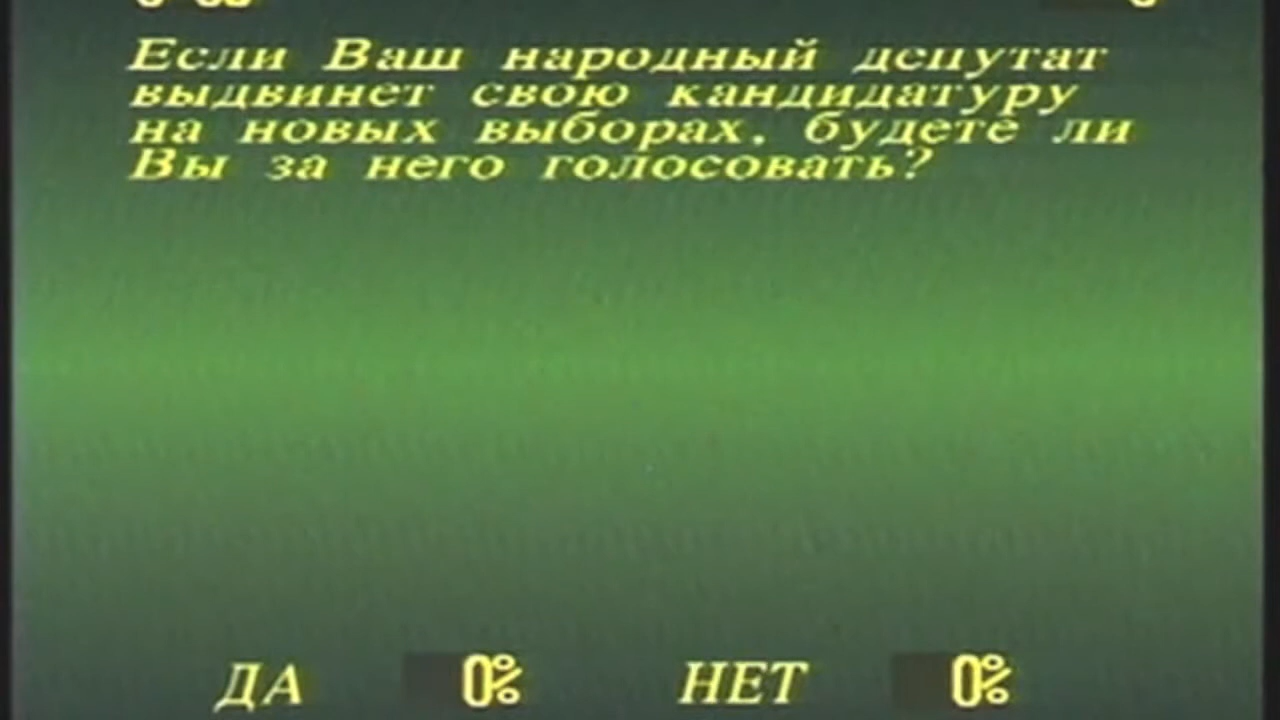 Если Ваш народный депутат
выдвинет свою кандидатуру
на новых выборах, будете ли
Вы за него голосовать?
ДА 0% НЕТ 0%